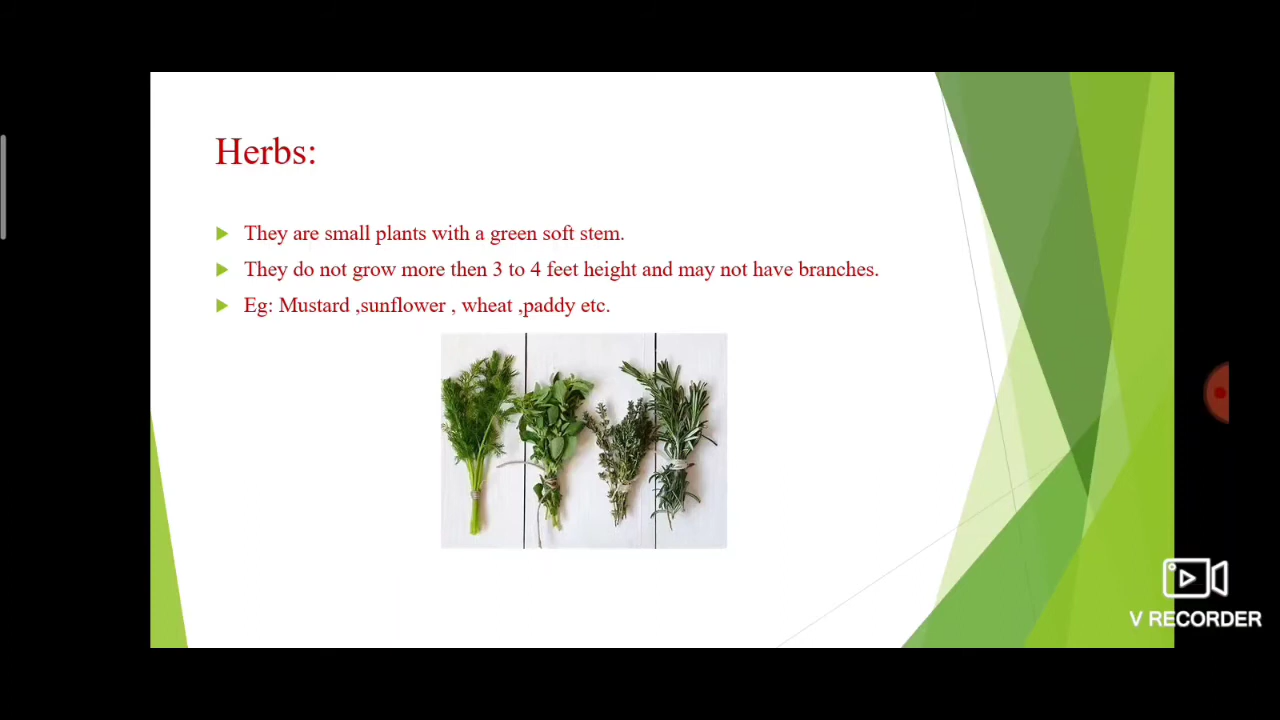 Herbs:
They are small plants with a green soft stem.
They do not grow more then 3 to 4 feet height and may not have branches.
Eg: Mustard ,sunflower , wheat ,paddy etc.
V RECORDER